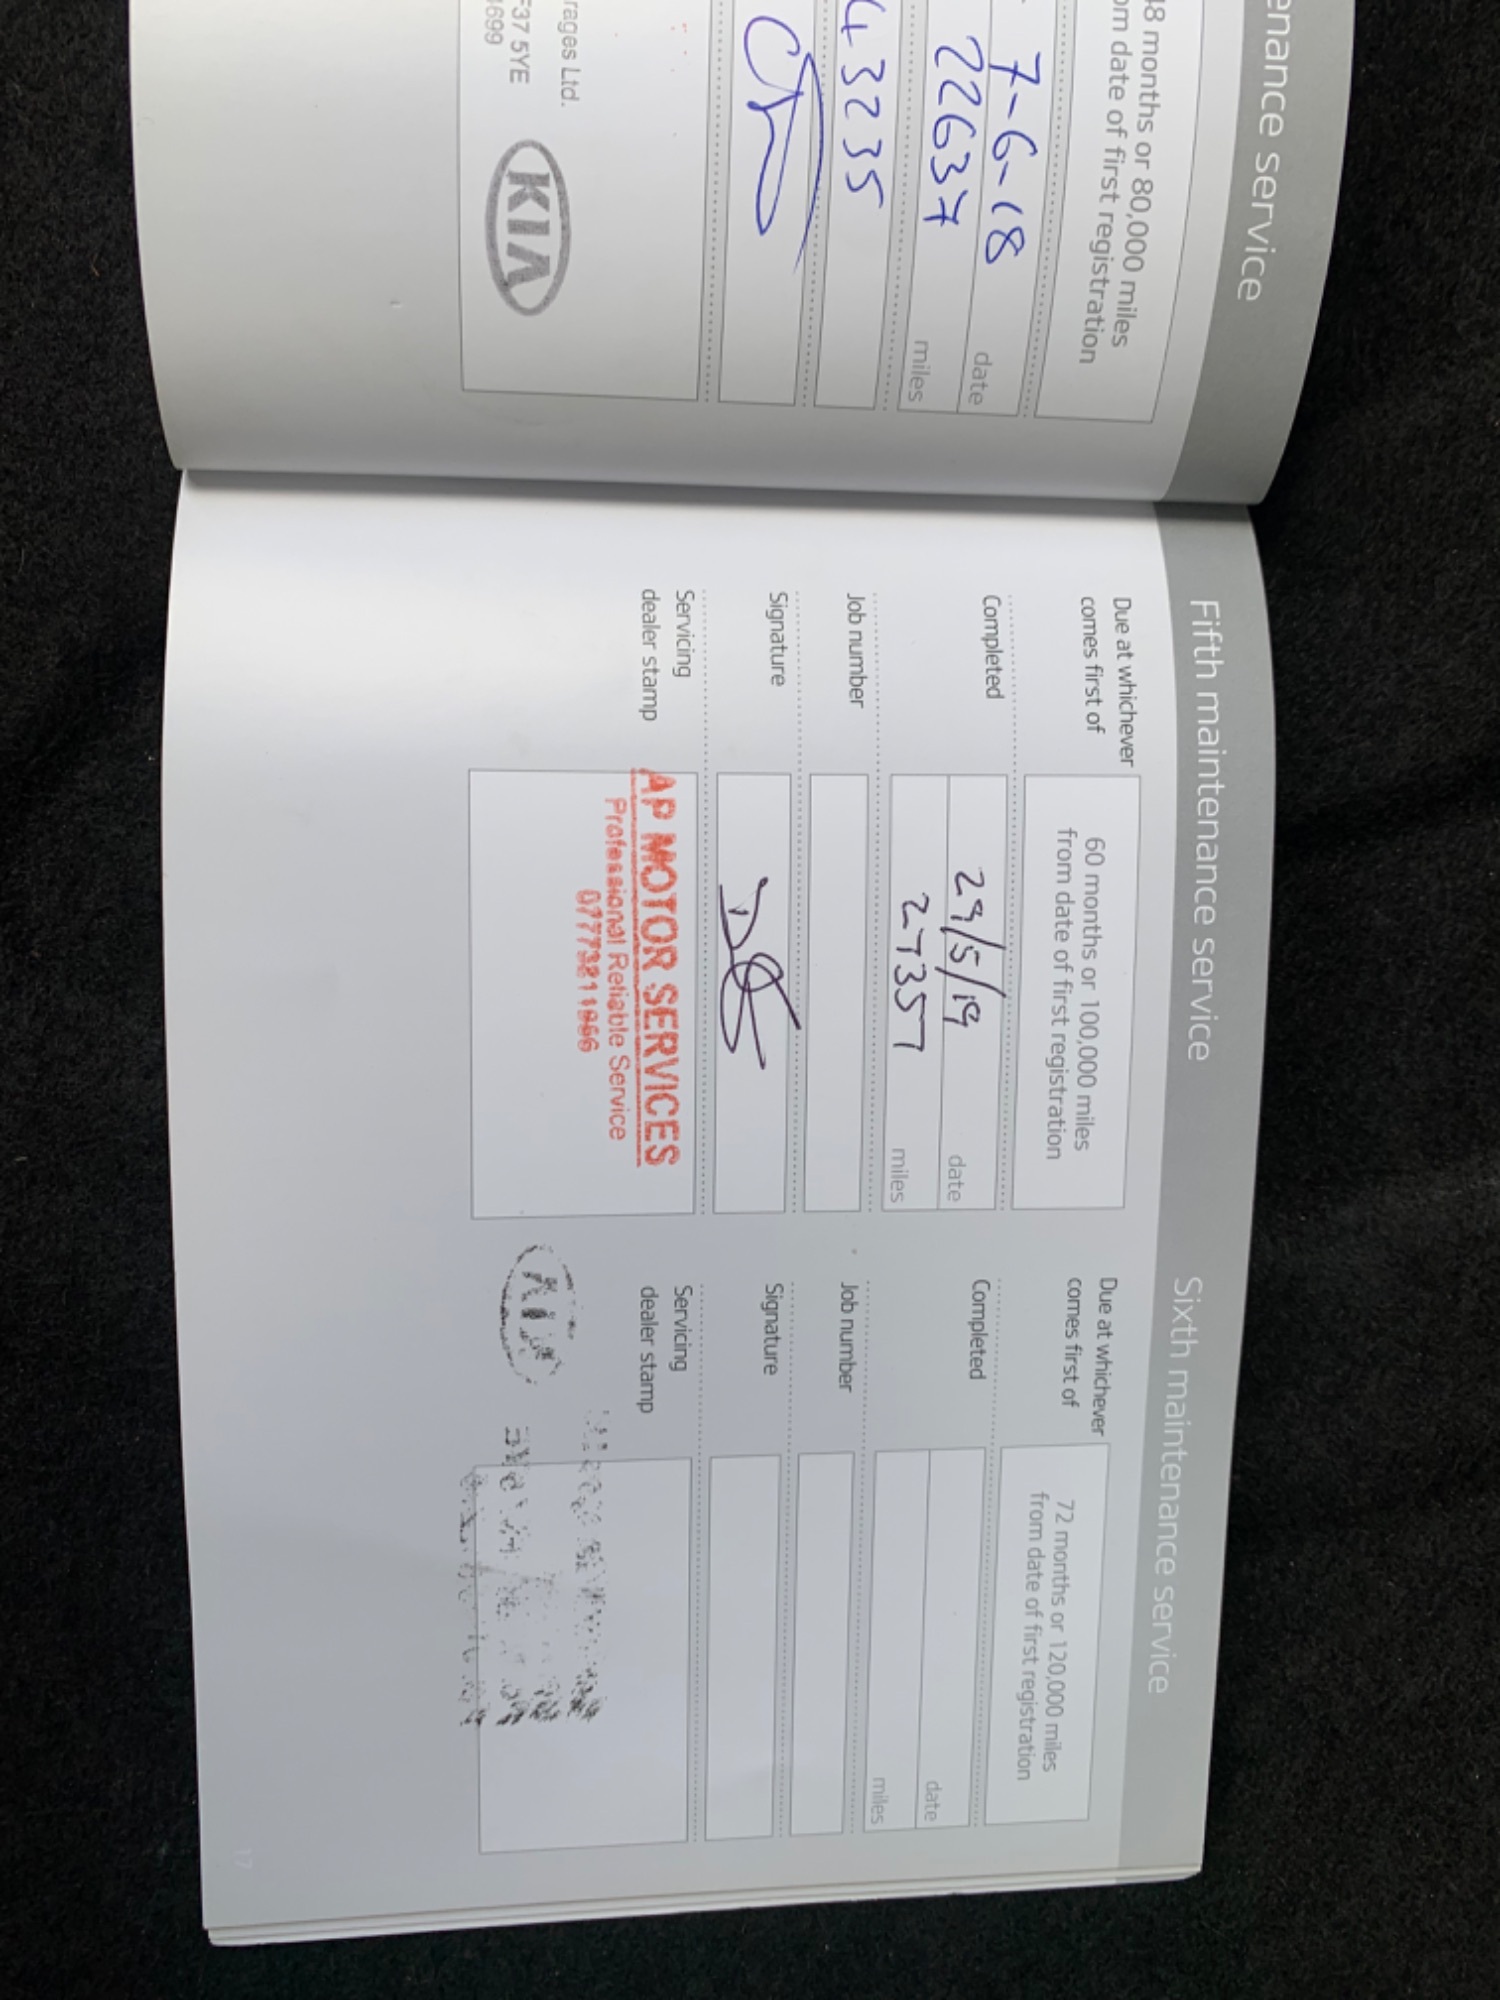 enance service
48 months or 80,000 miles
om date of first registration
7-6-18 date
22637 miles
43235
rages Ltd.
F37 5YE
699
KIA
Fifth maintenance service
Due at whichever
comes first of
60 months or 100,000 miles
from date of first registration
Completed
29/5/19 date
27357 miles
Job number
Signature
Servicing
dealer stamp
AP MOTOR SERVICES
Professional Reliable Service
Sixth maintenance service
Due at whichever
comes first of
72 months or 120,000 miles
from date of first registration
Completed
date
miles
Job number
Signature
Servicing
dealer stamp
KIA
17